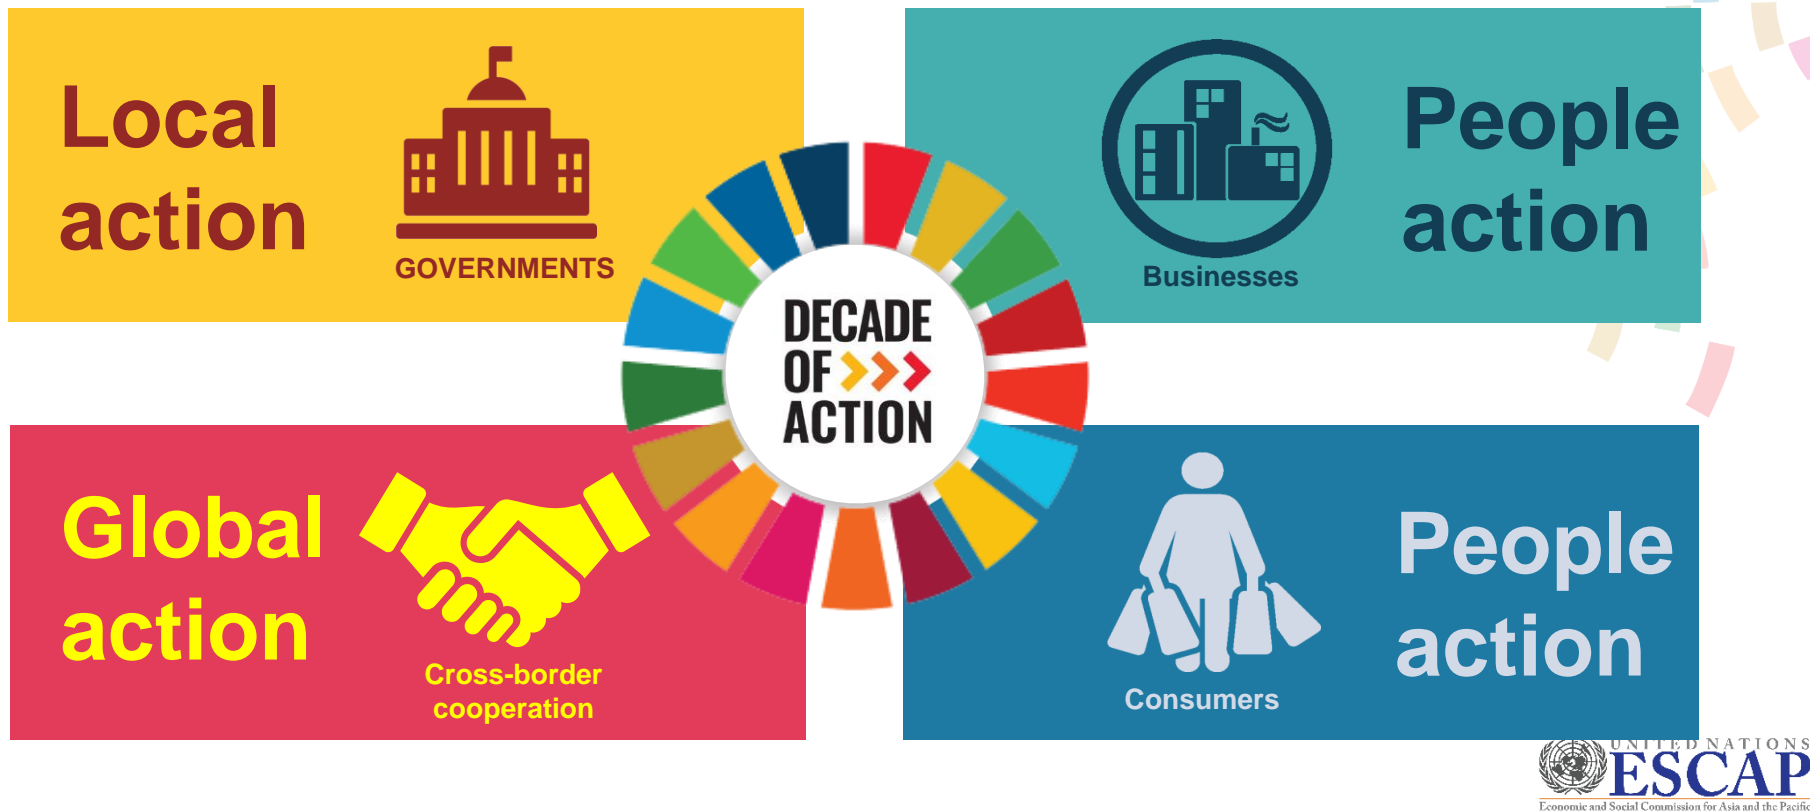 Local
action
GOVERNMENTS
People
action
Businesses
DECADE
OF
ACTION
Global
action
Cross-border
cooperation
People
action
Consumers
UNITED NATIONS
ESCAP
Economic and Social Commission for Asia and the Pacific